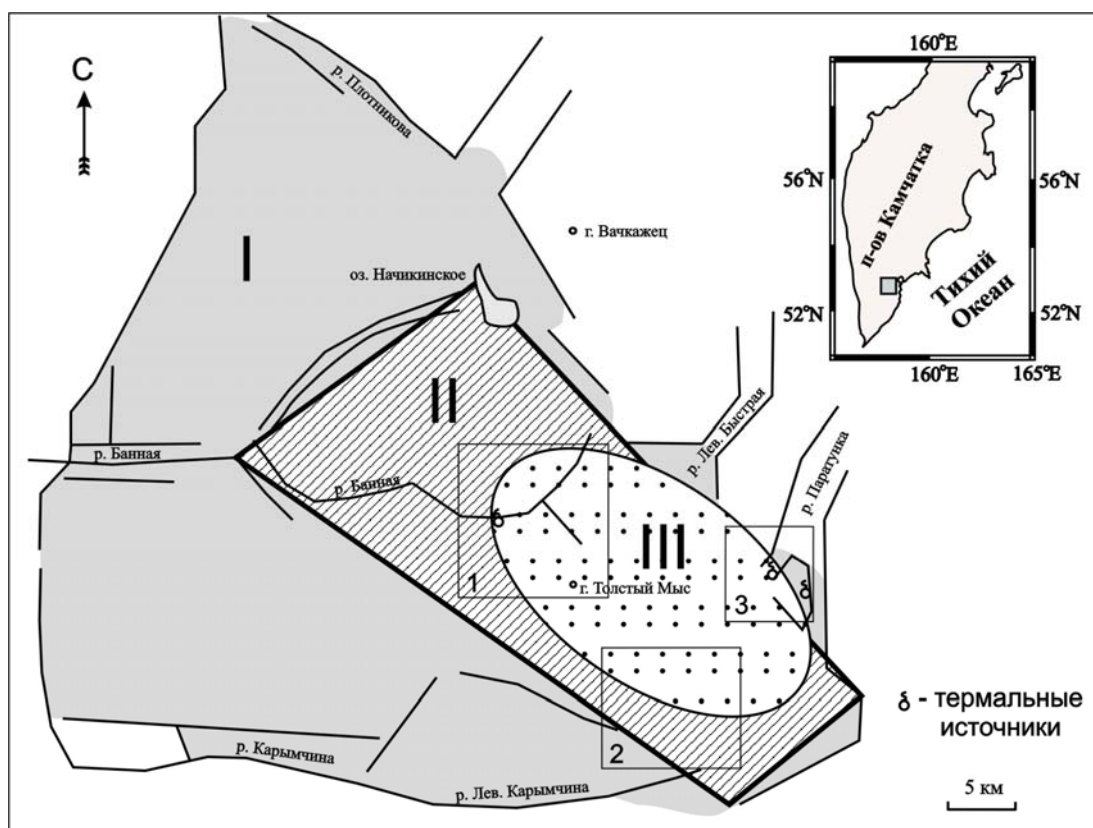 С
р. Плотникова
I
г. Вачкажец
оз. Начикинское
II
р. Банная
р. Банная
р. Лев. Быстрая
р. Паратунка
III
1
г. Толстый Мыс
3
2
р. Карымчина
р. Лев. Карымчина
160°E
56°N
56°N
п-ов Камчатка
Тихий
Океан
52°N
52°N
160°E
165°E
- термальные
источники
5 км